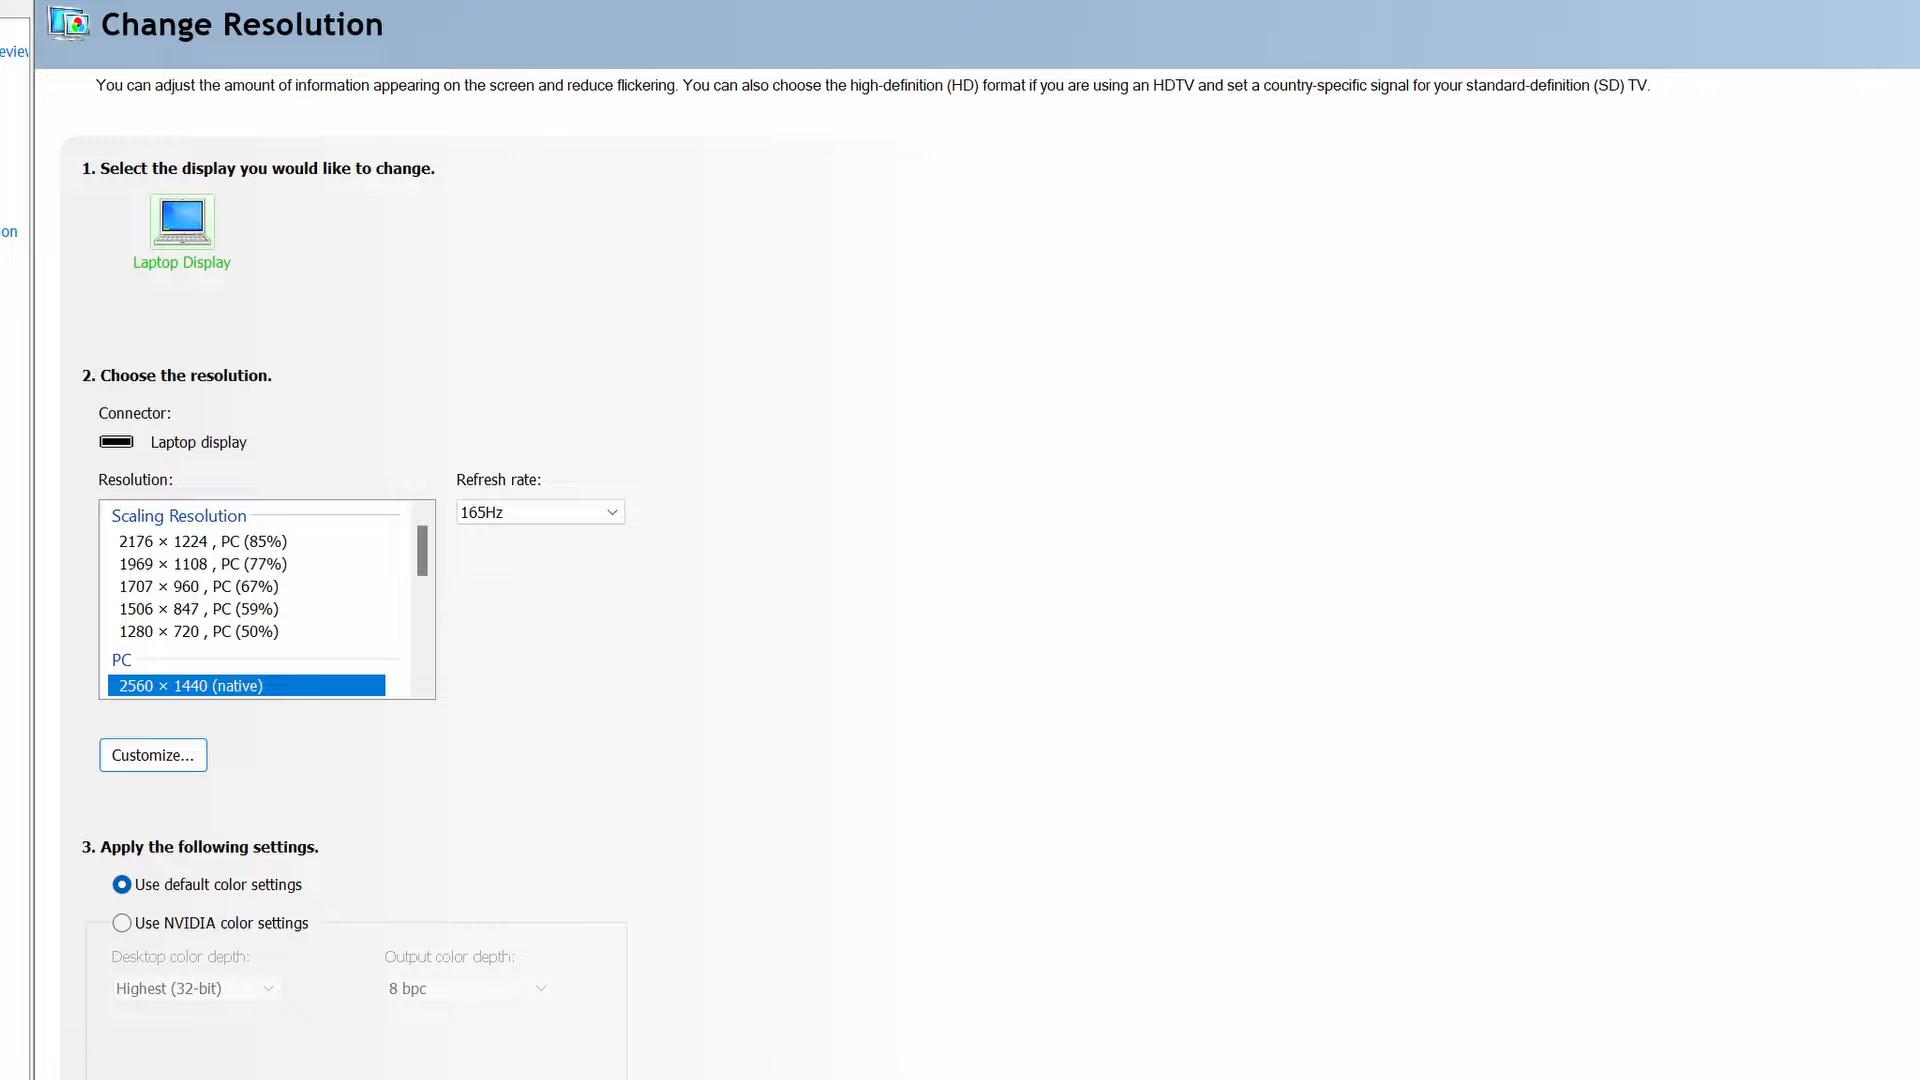 Change Resolution
You can adjust the amount of information appearing on the screen and reduce flickering. You can also choose the high-definition (HD) format if you are using an HDTV and set a country-specific signal for your standard-definition (SD) TV.
1. Select the display you would like to change.
Laptop Display
2. Choose the resolution.
Connector:
Laptop display
Resolution:
Refresh rate:
Scaling Resolution
165Hz
2176 × 1224 , PC (85%)
1969 × 1108 , PC (77%)
1707 × 960 , PC (67%)
1506 × 847 , PC (59%)
1280 × 720 , PC (50%)
PC
2560 × 1440 (native)
Customize...
3. Apply the following settings.
Use default color settings
Use NVIDIA color settings
Desktop color depth:
Output color depth:
Highest (32-bit)
8 bpc